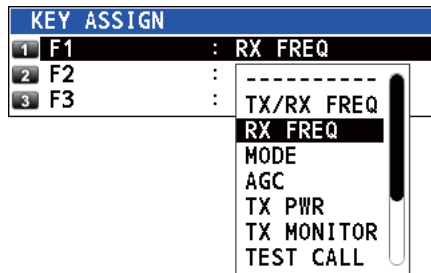 KEY ASSIGN
1 F1 : RX FREQ
2 F2 :
3 F3 :
----------
TX/RX FREQ
RX FREQ
MODE
AGC
TX PWR
TX MONITOR
TEST CALL